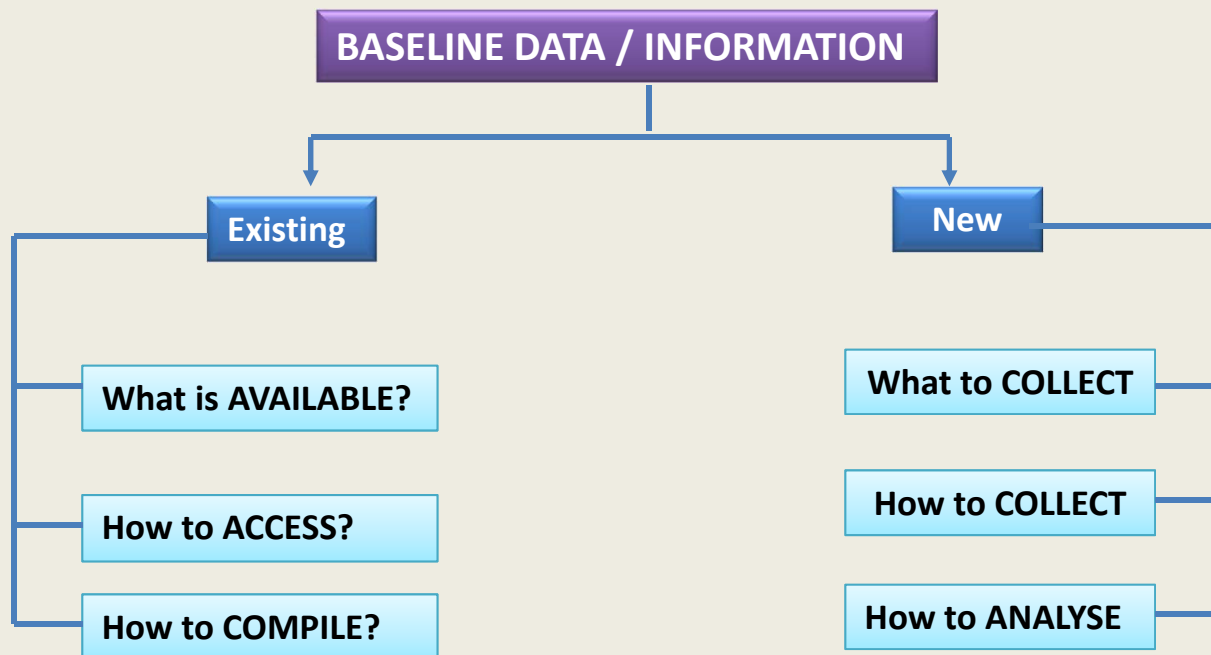 BASELINE DATA / INFORMATION
Existing
New
What is AVAILABLE?
How to ACCESS?
How to COMPILE?
What to COLLECT
How to COLLECT
How to ANALYSE